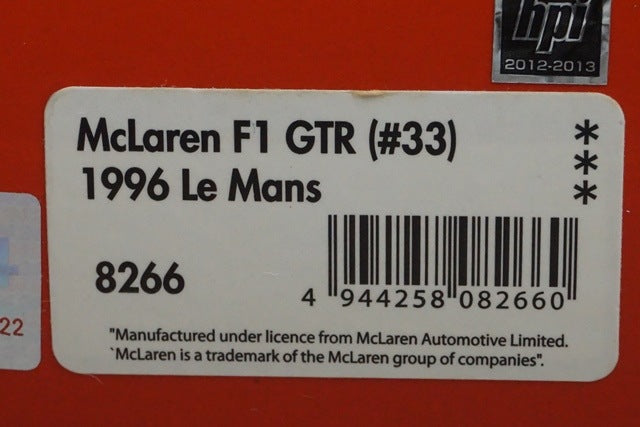 hpi
2012-2013
McLaren F1 GTR (#33)
1996 Le Mans
***
8266
4 944258 082660
"Manufactured under licence from McLaren Automotive Limited.
`McLaren is a trademark of the McLaren group of companies".
22